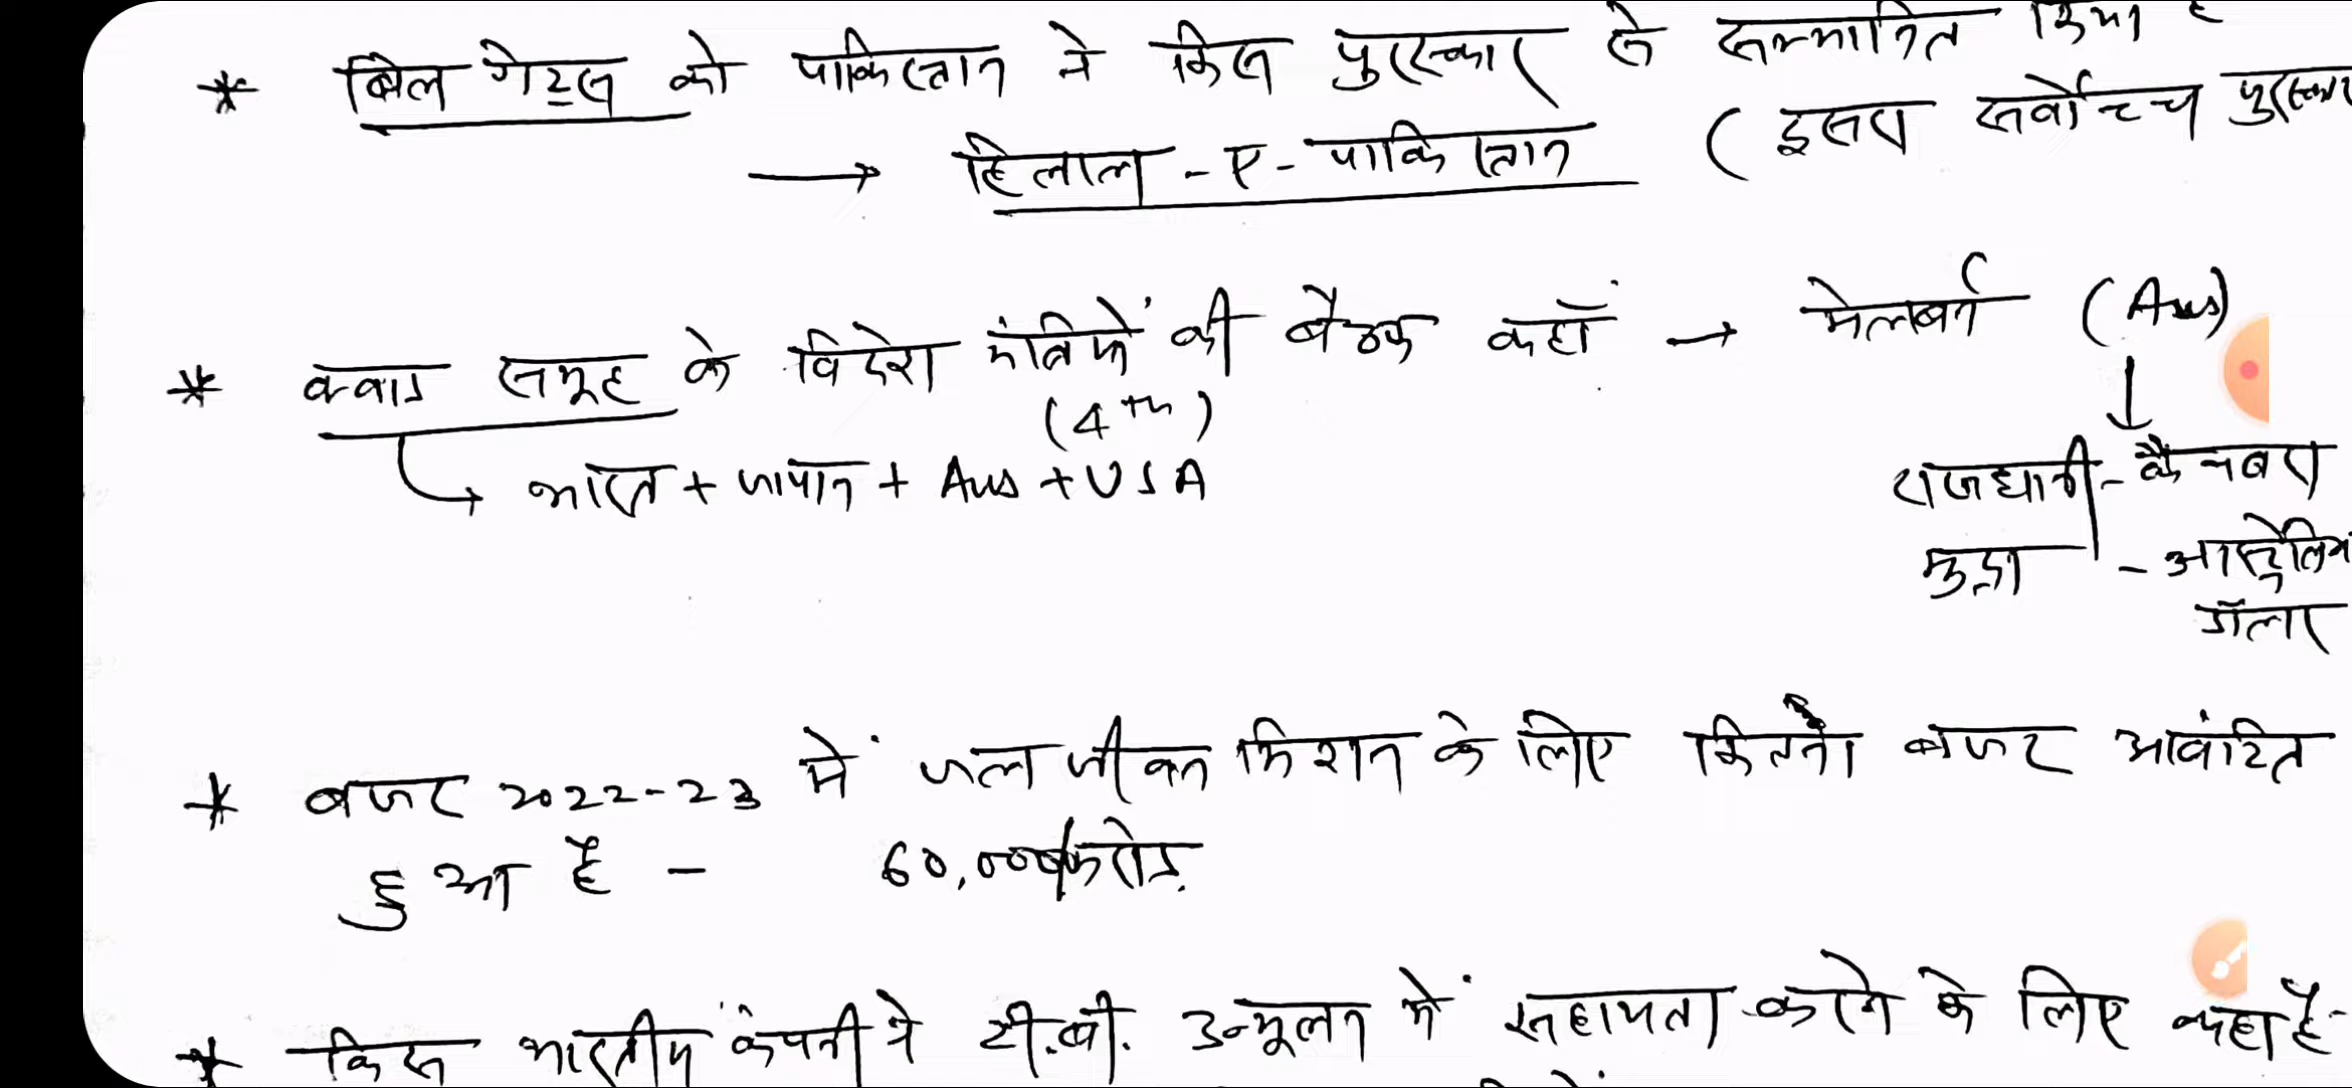 * बिल गेट्स को पाकिस्तान ने किस पुरस्कार से सम्मानित किया है
→ हिलाल-ए-पाकिस्तान (दूसरा सर्वोच्च पुरस्कार
* क्वाड समूह के विदेश मंत्रियों की बैठक कहाँ → मेलबर्न (Aus)
(4th)
↳ भारत + जापान + Aus + USA
↓
राजधानी - कैनबरा
मुद्रा - आस्ट्रेलिय
डॉलर
* बजट 2022-23 में जल जीवन मिशन के लिए कितना बजट आवंटित
हुआ है - 60,000 करोड़
* किस भारतीय कंपनी ने टी.बी. उन्मूलन में सहायता करने के लिए कहा है-